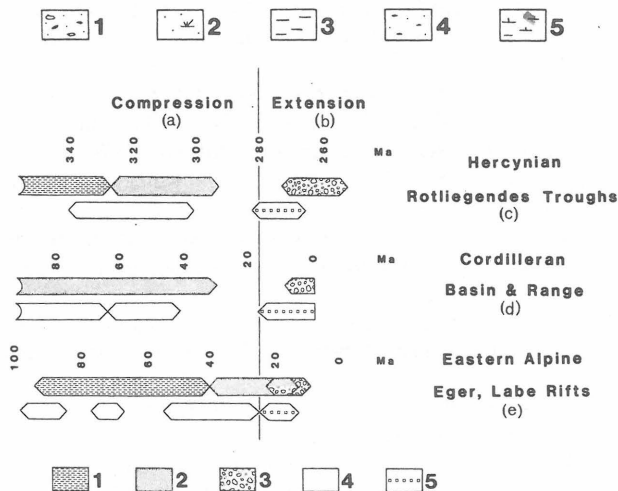 1 2 3 4 5
Compression Extension
(a) (b)
340 320 300 280 260 Ma
Hercynian
Rotliegendes Troughs
(c)
80 60 40 20 0 Ma
Cordilleran
Basin & Range
(d)
100 80 60 40 20 0 Ma
Eastern Alpine
Eger, Labe Rifts
(e)
1 2 3 4 5